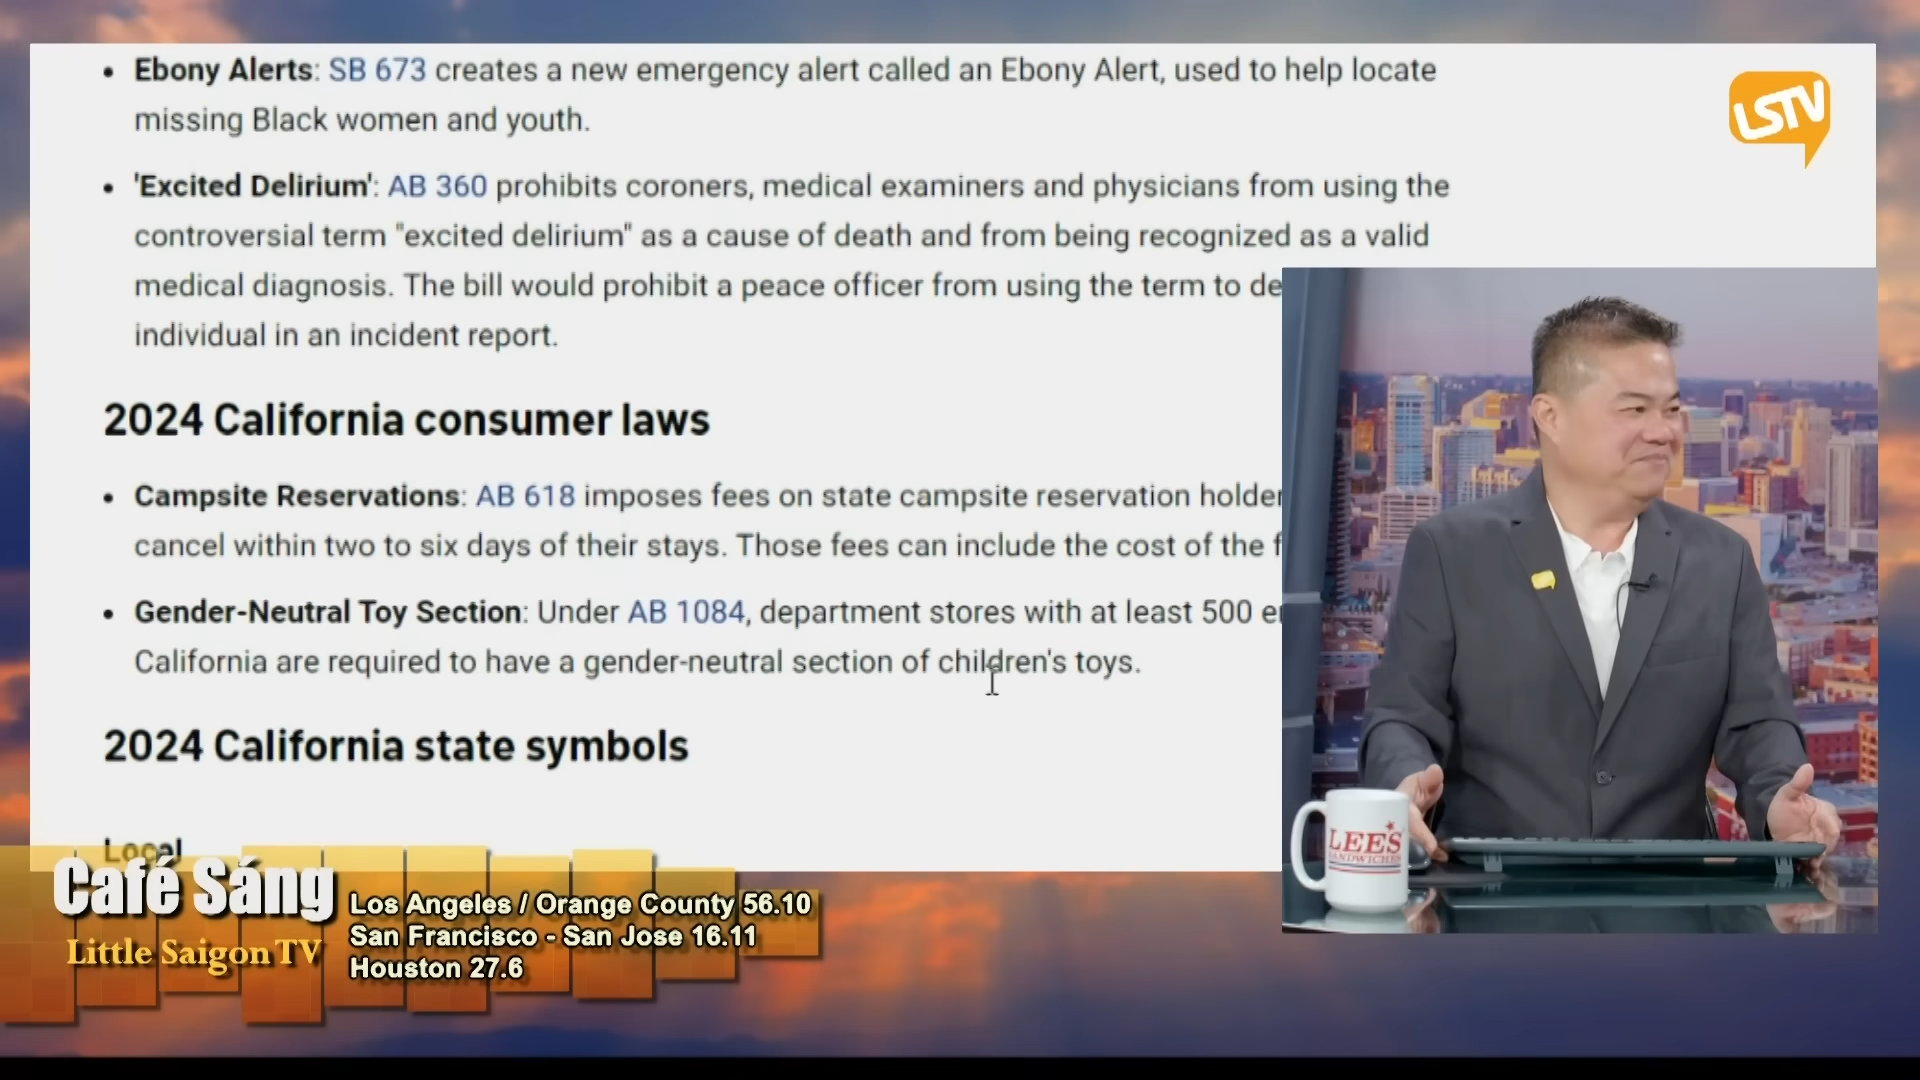 • Ebony Alerts: SB 673 creates a new emergency alert called an Ebony Alert, used to help locate
missing Black women and youth.
• 'Excited Delirium': AB 360 prohibits coroners, medical examiners and physicians from using the
controversial term "excited delirium" as a cause of death and from being recognized as a valid
medical diagnosis. The bill would prohibit a peace officer from using the term to de
individual in an incident report.
2024 California consumer laws
• Campsite Reservations: AB 618 imposes fees on state campsite reservation holder
cancel within two to six days of their stays. Those fees can include the cost of the f
• Gender-Neutral Toy Section: Under AB 1084, department stores with at least 500 e
California are required to have a gender-neutral section of children's toys.
2024 California state symbols
Local
LSTV
LEE'S
SANDWICHES
Café Sáng
Little Saigon TV
Los Angeles / Orange County 56.10
San Francisco - San Jose 16.11
Houston 27.6